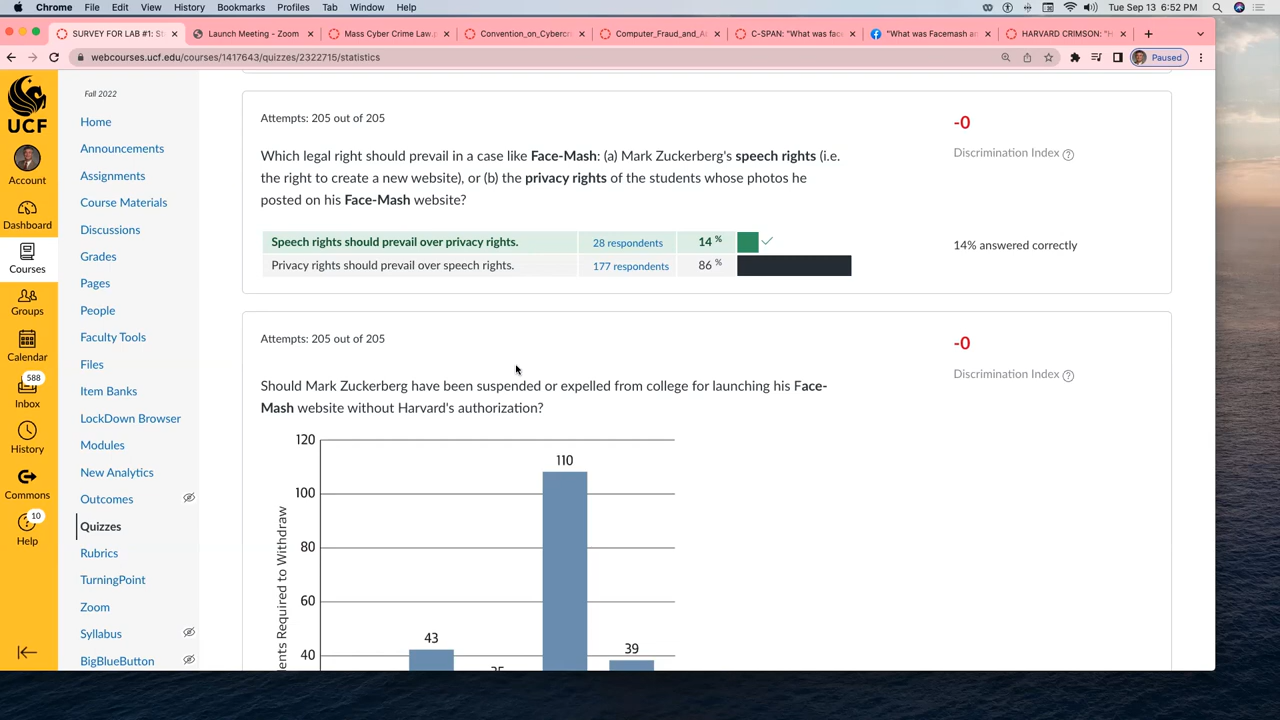 Chrome File Edit View History Bookmarks Profiles Tab Window Help Tue Sep 13 6:52 PM
SURVEY FOR LAB #1: St Launch Meeting - Zoom Mass Cyber Crime Law.p Convention_on_Cybercr Computer_Fraud_and_A C-SPAN: "What was fac "What was Facemash an HARVARD CRIMSON: "H
webcourses.ucf.edu/courses/1417643/quizzes/2322715/statistics Paused
UCF
Account
Dashboard
Courses
Groups
Calendar
588
Inbox
History
Commons
10
Help
Fall 2022
Home
Announcements
Assignments
Course Materials
Discussions
Grades
Pages
People
Faculty Tools
Files
Item Banks
LockDown Browser
Modules
New Analytics
Outcomes
Quizzes
Rubrics
TurningPoint
Zoom
Syllabus
BigBlueButton
Attempts: 205 out of 205
-0
Discrimination Index ?
Which legal right should prevail in a case like Face-Mash: (a) Mark Zuckerberg's speech rights (i.e.
the right to create a new website), or (b) the privacy rights of the students whose photos he
posted on his Face-Mash website?
Speech rights should prevail over privacy rights. 28 respondents 14 %
Privacy rights should prevail over speech rights. 177 respondents 86 %
14% answered correctly
Attempts: 205 out of 205
-0
Discrimination Index ?
Should Mark Zuckerberg have been suspended or expelled from college for launching his Face-
Mash website without Harvard's authorization?
120
110
100
80
60
43
39
40
ents Required to Withdraw